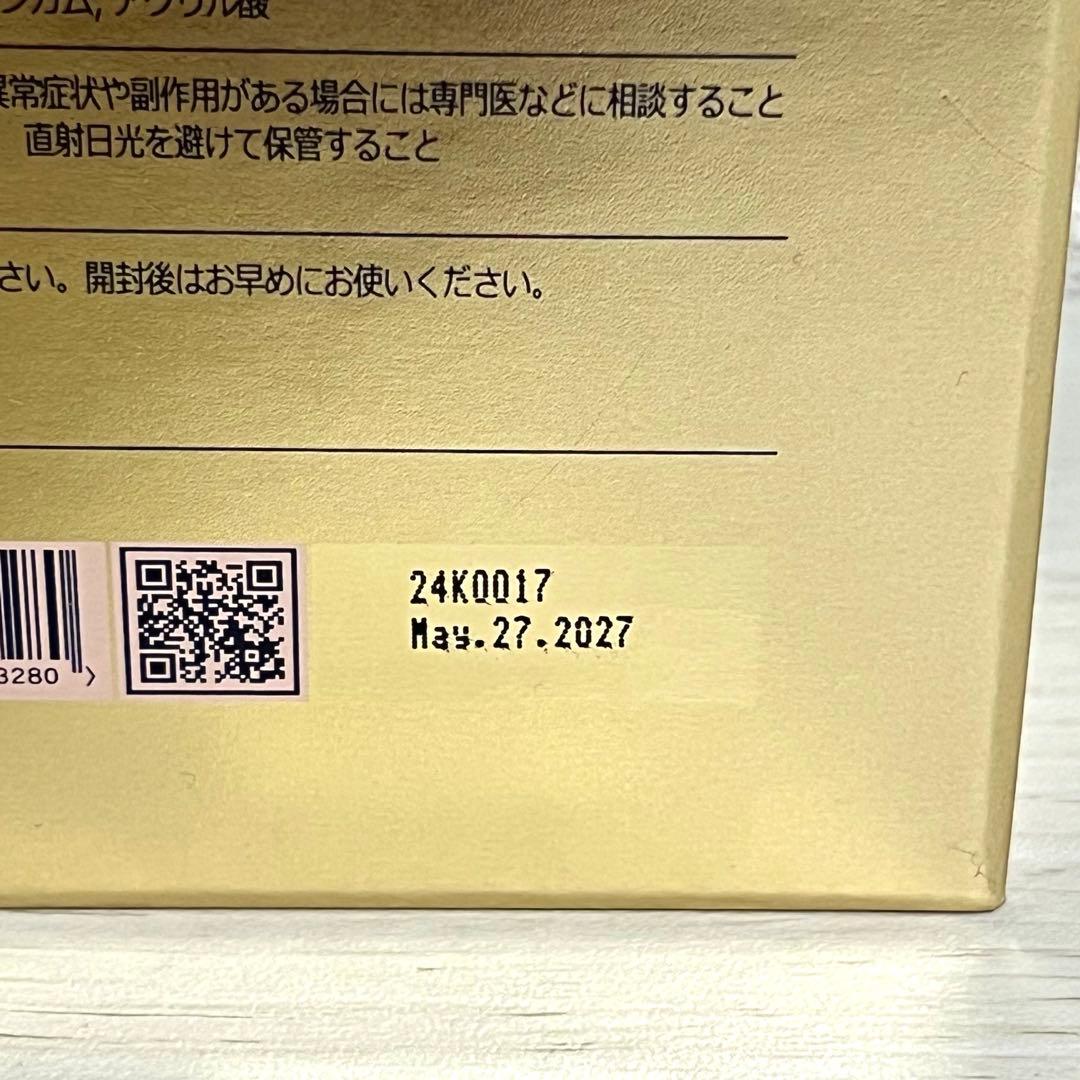 異常症状や副作用がある場合には専門医などに相談すること
直射日光を避けて保管すること
さい。開封後はお早めにお使いください。
3280 >
24K0017
May.27.2027